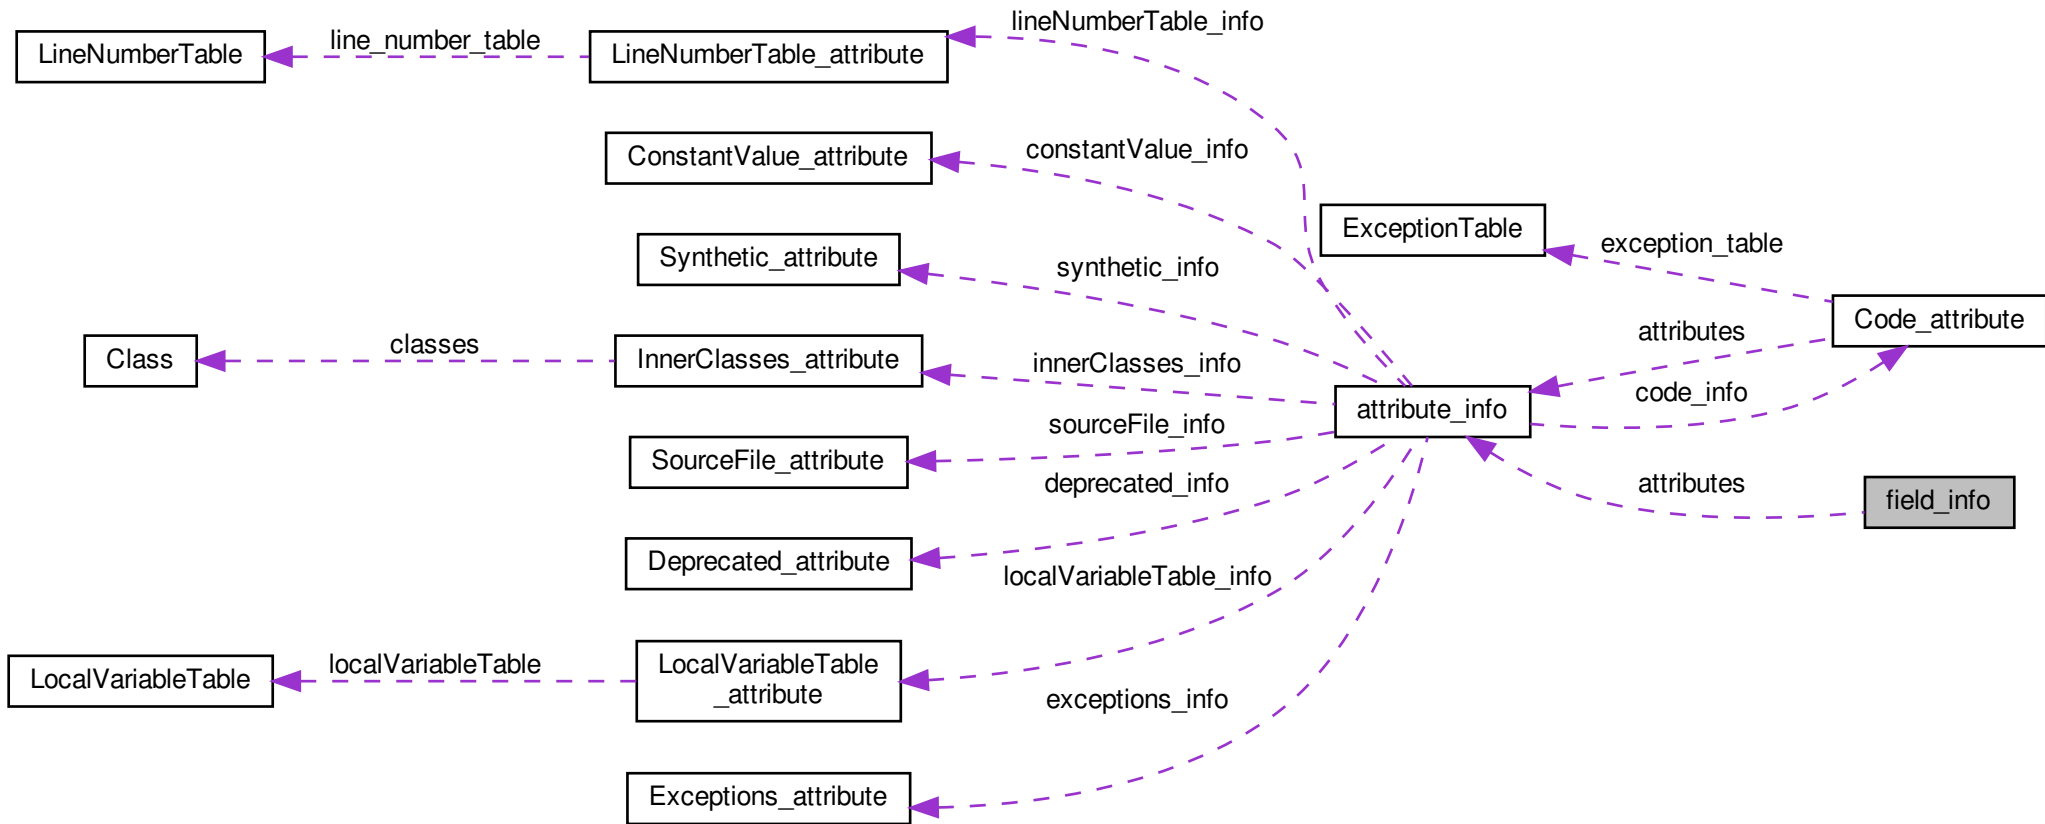 lineNumberTable_info
LineNumberTable
line_number_table
LineNumberTable_attribute
ConstantValue_attribute
constantValue_info
ExceptionTable
exception_table
Synthetic_attribute
synthetic_info
Code_attribute
attributes
Class
classes
InnerClasses_attribute
innerClasses_info
code_info
attribute_info
sourceFile_info
SourceFile_attribute
deprecated_info
attributes
field_info
Deprecated_attribute
localVariableTable_info
LocalVariableTable
localVariableTable
LocalVariableTable
_attribute
exceptions_info
Exceptions_attribute